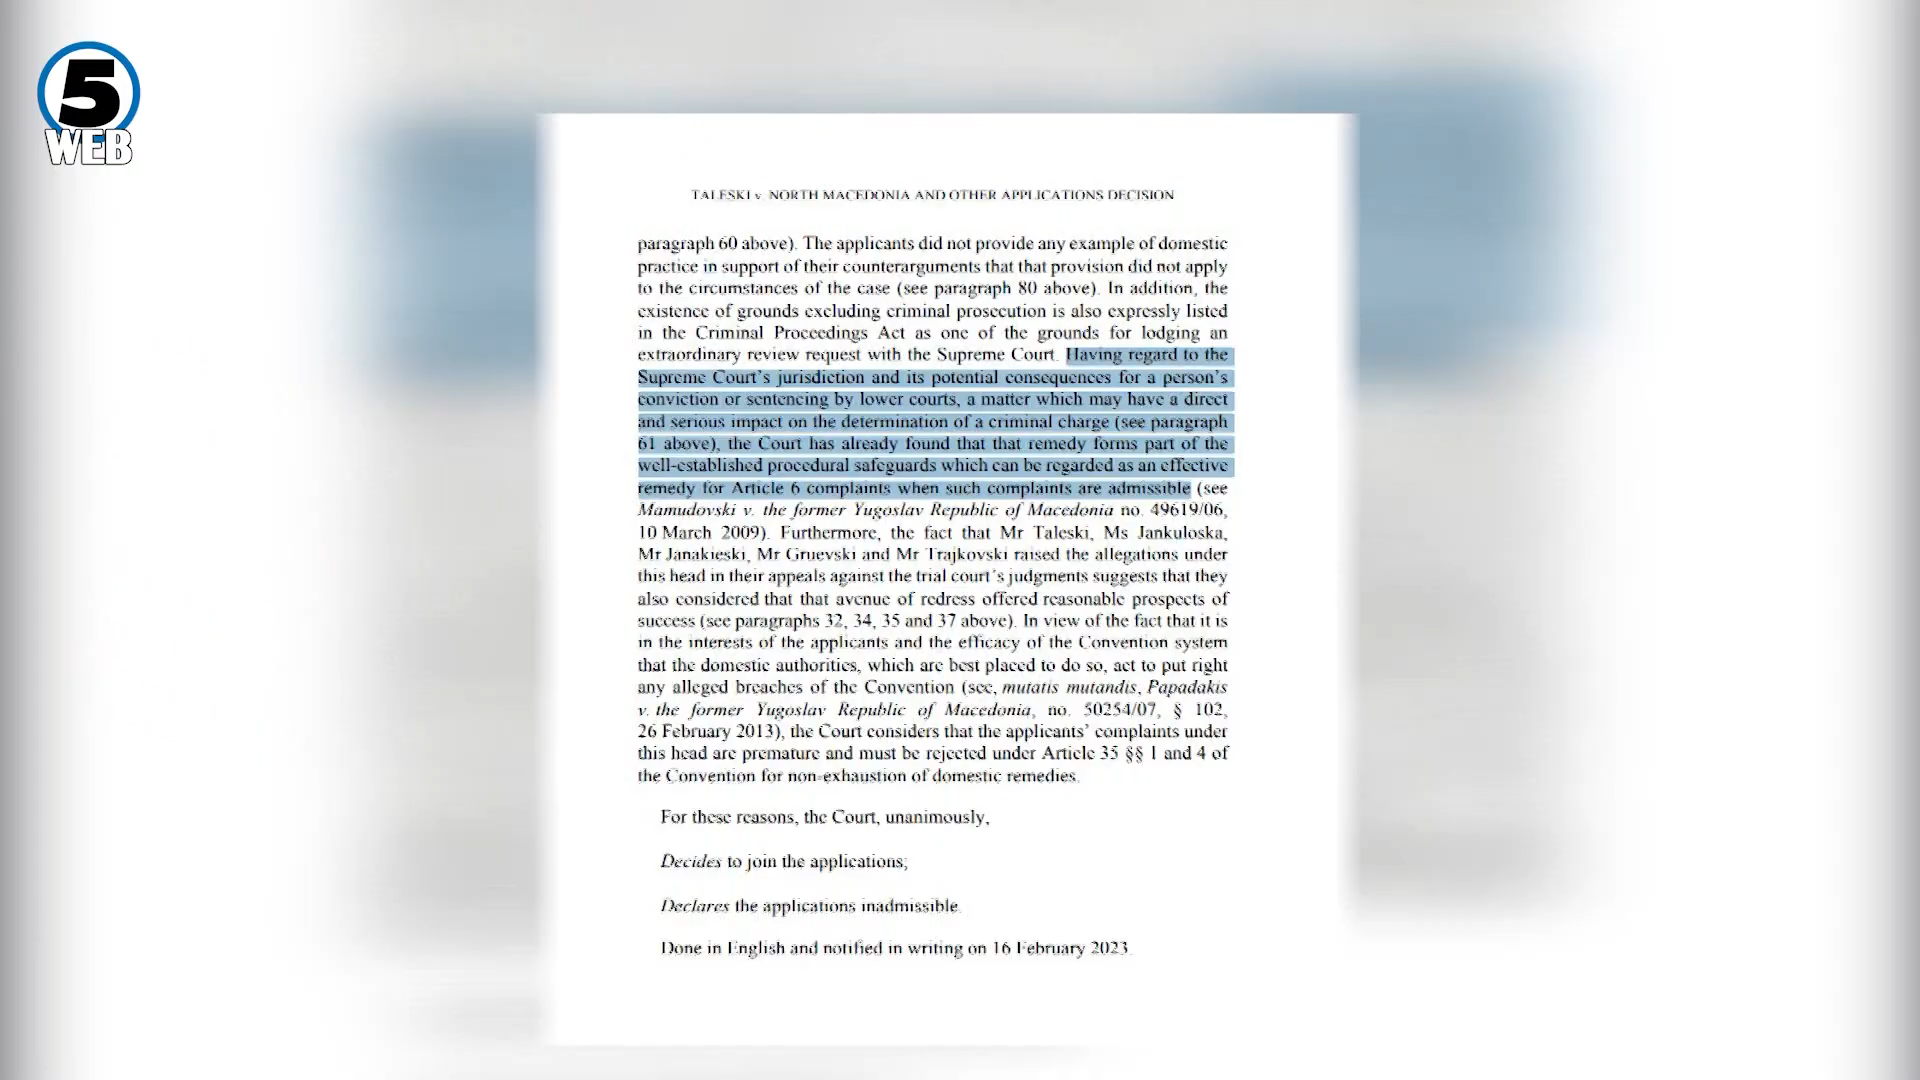 5
WEB
TALESKI v. NORTH MACEDONIA AND OTHER APPLICATIONS DECISION
paragraph 60 above). The applicants did not provide any example of domestic
practice in support of their counterarguments that that provision did not apply
to the circumstances of the case (see paragraph 80 above). In addition, the
existence of grounds excluding criminal prosecution is also expressly listed
in the Criminal Proceedings Act as one of the grounds for lodging an
extraordinary review request with the Supreme Court. Having regard to the
Supreme Court's jurisdiction and its potential consequences for a person's
conviction or sentencing by lower courts, a matter which may have a direct
and serious impact on the determination of a criminal charge (see paragraph
61 above), the Court has already found that that remedy forms part of the
well-established procedural safeguards which can be regarded as an effective
remedy for Article 6 complaints when such complaints are admissible (see
Mamudovski v. the former Yugoslav Republic of Macedonia no. 49619/06,
10 March 2009). Furthermore, the fact that Mr Taleski, Ms Jankuloska,
Mr Janakieski, Mr Gruevski and Mr Trajkovski raised the allegations under
this head in their appeals against the trial court's judgments suggests that they
also considered that that avenue of redress offered reasonable prospects of
success (see paragraphs 32, 34, 35 and 37 above). In view of the fact that it is
in the interests of the applicants and the efficacy of the Convention system
that the domestic authorities, which are best placed to do so, act to put right
any alleged breaches of the Convention (see, mutatis mutandis, Papadakis
v. the former Yugoslav Republic of Macedonia, no. 50254/07, § 102,
26 February 2013), the Court considers that the applicants' complaints under
this head are premature and must be rejected under Article 35 §§ 1 and 4 of
the Convention for non-exhaustion of domestic remedies.
For these reasons, the Court, unanimously,
Decides to join the applications;
Declares the applications inadmissible.
Done in English and notified in writing on 16 February 2023.